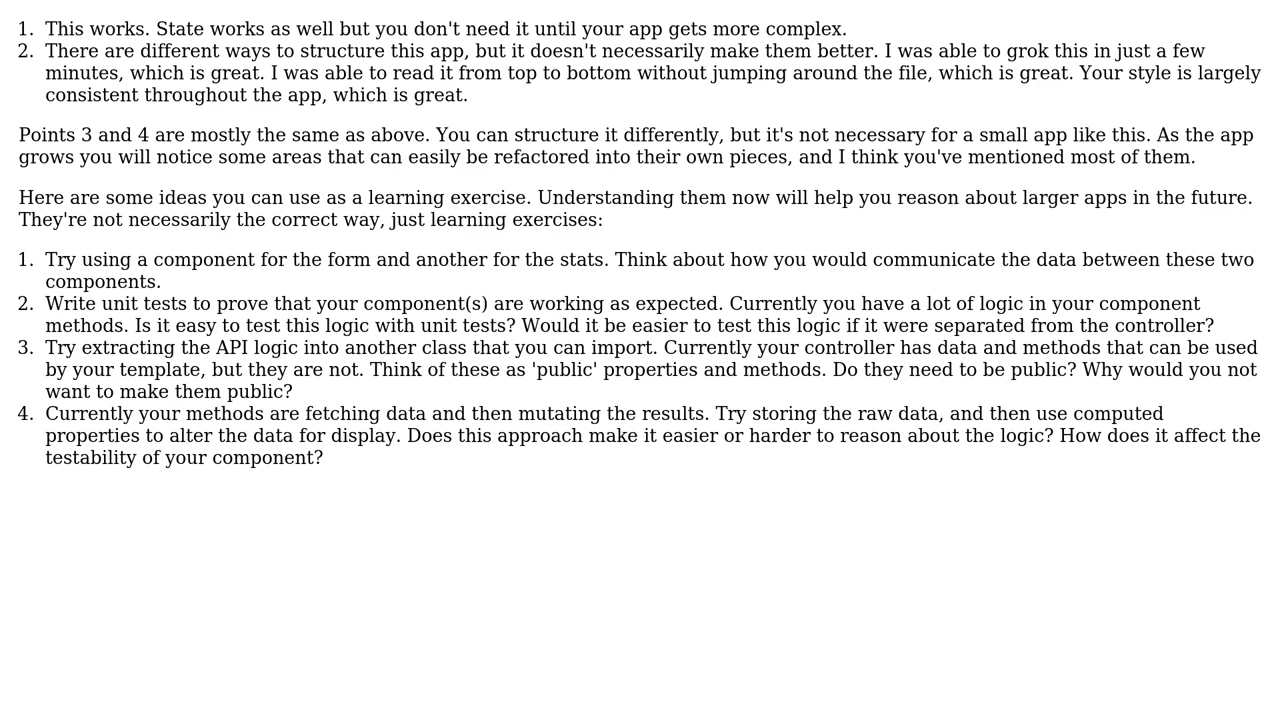 1. This works. State works as well but you don't need it until your app gets more complex.
2. There are different ways to structure this app, but it doesn't necessarily make them better. I was able to grok this in just a few
minutes, which is great. I was able to read it from top to bottom without jumping around the file, which is great. Your style is largely
consistent throughout the app, which is great.
Points 3 and 4 are mostly the same as above. You can structure it differently, but it's not necessary for a small app like this. As the app
grows you will notice some areas that can easily be refactored into their own pieces, and I think you've mentioned most of them.
Here are some ideas you can use as a learning exercise. Understanding them now will help you reason about larger apps in the future.
They're not necessarily the correct way, just learning exercises:
1. Try using a component for the form and another for the stats. Think about how you would communicate the data between these two
components.
2. Write unit tests to prove that your component(s) are working as expected. Currently you have a lot of logic in your component
methods. Is it easy to test this logic with unit tests? Would it be easier to test this logic if it were separated from the controller?
3. Try extracting the API logic into another class that you can import. Currently your controller has data and methods that can be used
by your template, but they are not. Think of these as 'public' properties and methods. Do they need to be public? Why would you not
want to make them public?
4. Currently your methods are fetching data and then mutating the results. Try storing the raw data, and then use computed
properties to alter the data for display. Does this approach make it easier or harder to reason about the logic? How does it affect the
testability of your component?